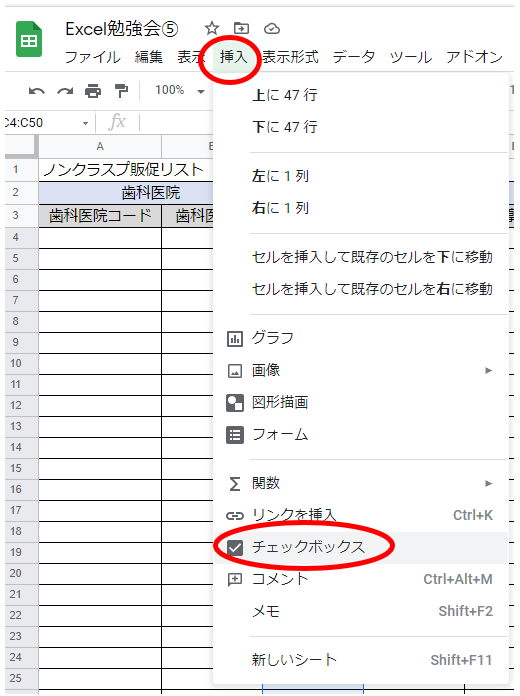 Excel勉強会⑤
ファイル 編集 表示 挿入 表示形式 データ ツール アドオン
100%
C4:C50 fx
A
1 ノンクラスプ販促リスト
2 歯科医院
3 歯科医院コード 歯科医
4
5
6
7
8
9
10
11
12
13
14
15
16
17
18
19
20
21
22
23
24
25
上に 47 行
下に 47 行
左に 1 列
右に 1 列
セルを挿入して既存のセルを下に移動
セルを挿入して既存のセルを右に移動
グラフ
画像
図形描画
フォーム
関数
リンクを挿入 Ctrl+K
チェックボックス
コメント Ctrl+Alt+M
メモ Shift+F2
新しいシート Shift+F11